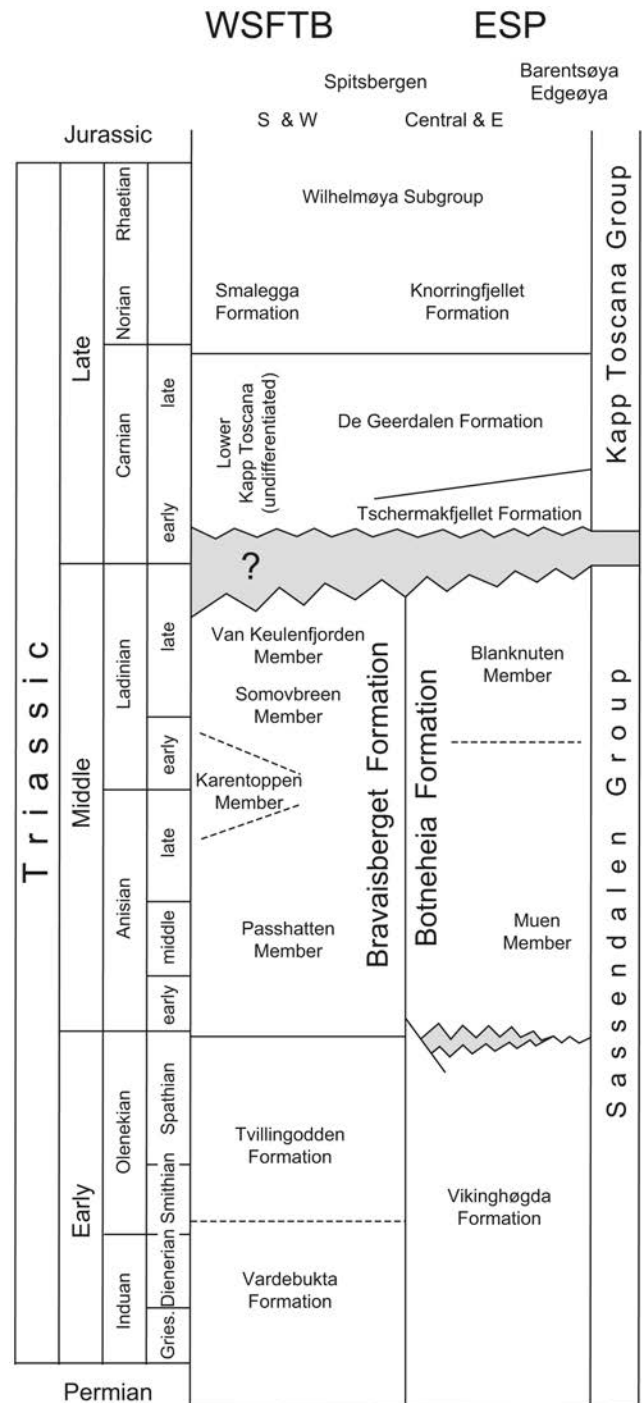 WSFTB
ESP
Spitsbergen
Barentsøya
Edgeøya
S & W
Central & E
Jurassic
Triassic
Late
Middle
Early
Rhaetian
Norian
Carnian
Ladinian
Anisian
Olenekian
Induan
late
early
late
early
late
middle
early
Spathian
Smithian
Dienerian
Gries.
Wilhelmøya Subgroup
Smalegga
Formation
Knorringfjellet
Formation
Lower
Kapp Toscana
(undifferentiated)
De Geerdalen Formation
Tschermakfjellet Formation
?
Van Keulenfjorden
Member
Somovbreen
Member
Karentoppen
Member
Passhatten
Member
Bravaisberget Formation
Botneheia Formation
Blanknuten
Member
Muen
Member
Tvillingodden
Formation
Vardebukta
Formation
Vikinghøgda
Formation
Kapp Toscana Group
Sassendalen Group
Permian